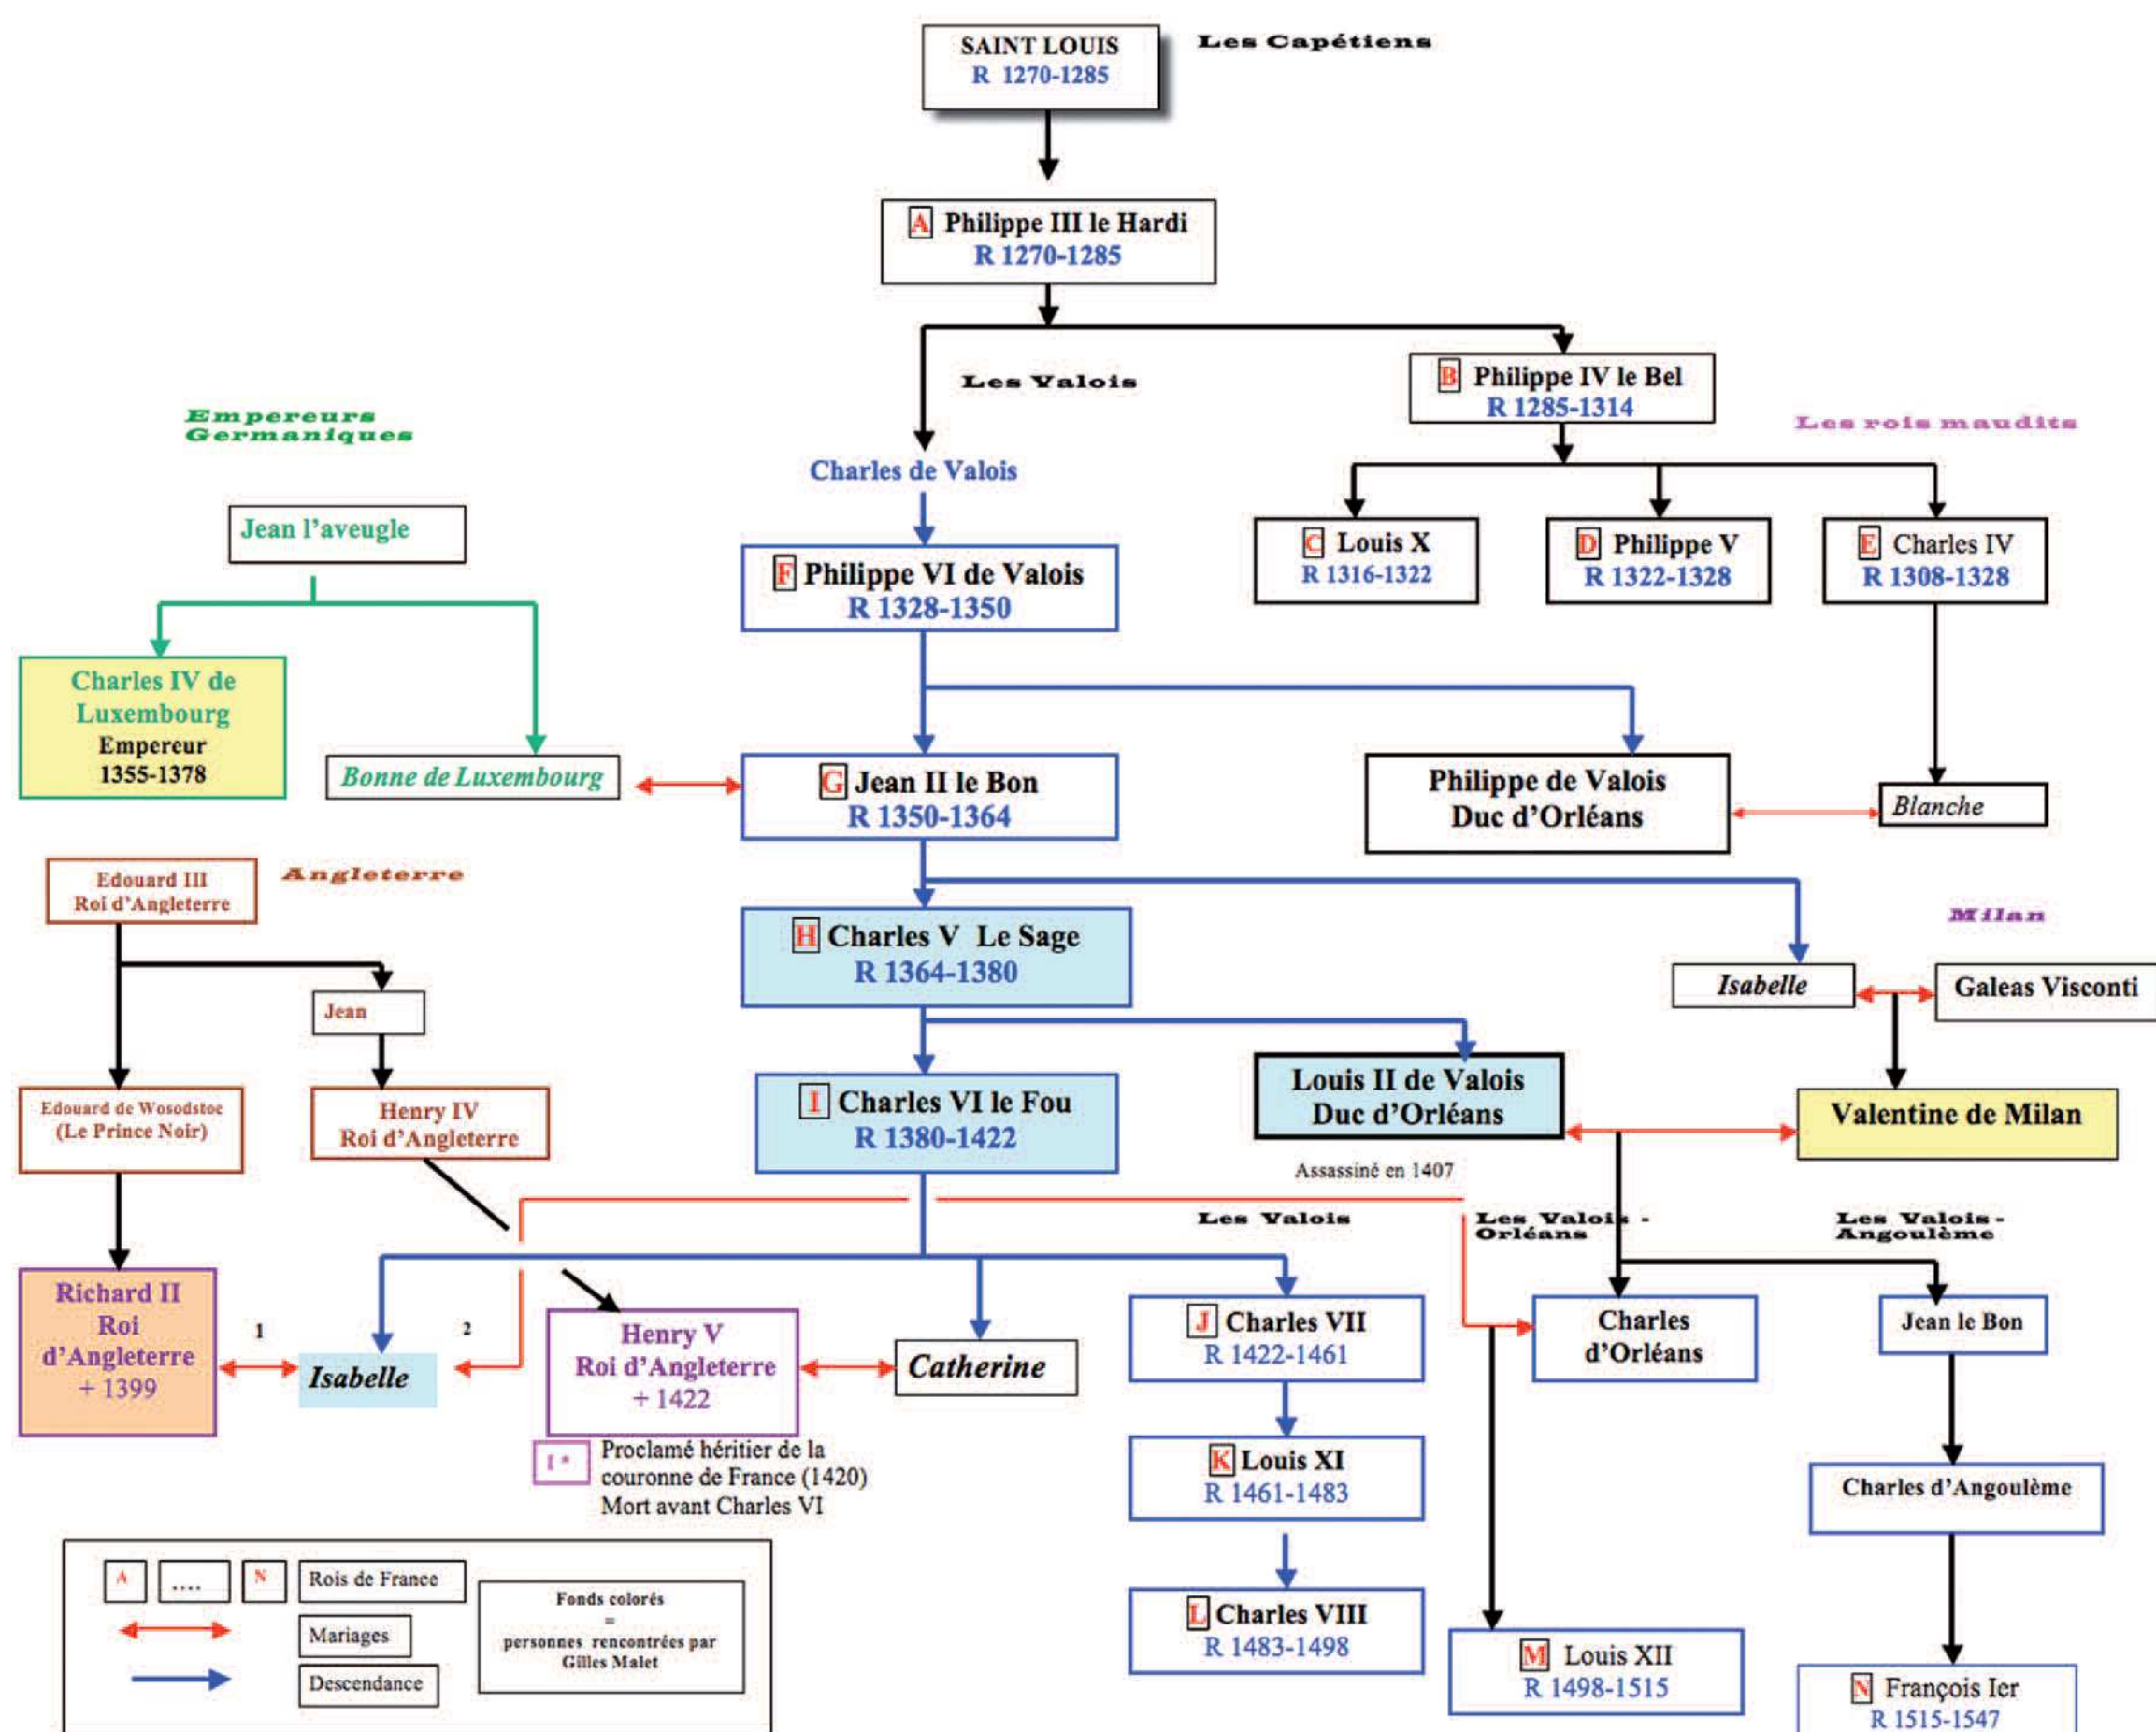 SAINT LOUIS
R 1270-1285
Les Capétiens
A Philippe III le Hardi
R 1270-1285
Les Valois
B Philippe IV le Bel
R 1285-1314
Les rois maudits
Empereurs
Germaniques
Charles de Valois
Jean l'aveugle
C Louis X
R 1316-1322
D Philippe V
R 1322-1328
E Charles IV
R 1308-1328
F Philippe VI de Valois
R 1328-1350
Charles IV de
Luxembourg
Empereur
1355-1378
Bonne de Luxembourg
G Jean II le Bon
R 1350-1364
Philippe de Valois
Duc d'Orléans
Blanche
Edouard III
Roi d'Angleterre
Angleterre
H Charles V Le Sage
R 1364-1380
Milan
Isabelle
Galeas Visconti
Jean
Edouard de Wosodstoc
(Le Prince Noir)
Henry IV
Roi d'Angleterre
I Charles VI le Fou
R 1380-1422
Louis II de Valois
Duc d'Orléans
Valentine de Milan
Assassiné en 1407
Les Valois
Les Valois -
Orléans
Les Valois -
Angoulème
Richard II
Roi
d'Angleterre
+ 1399
1
Isabelle
2
Henry V
Roi d'Angleterre
+ 1422
Catherine
J Charles VII
R 1422-1461
Charles
d'Orléans
Jean le Bon
I *
Proclamé héritier de la
couronne de France (1420)
Mort avant Charles VI
K Louis XI
R 1461-1483
Charles d'Angoulème
L Charles VIII
R 1483-1498
M Louis XII
R 1498-1515
N François Ier
R 1515-1547
A .... N Rois de France
Mariages
Descendance
Fonds colorés
=
personnes rencontrées par
Gilles Malet